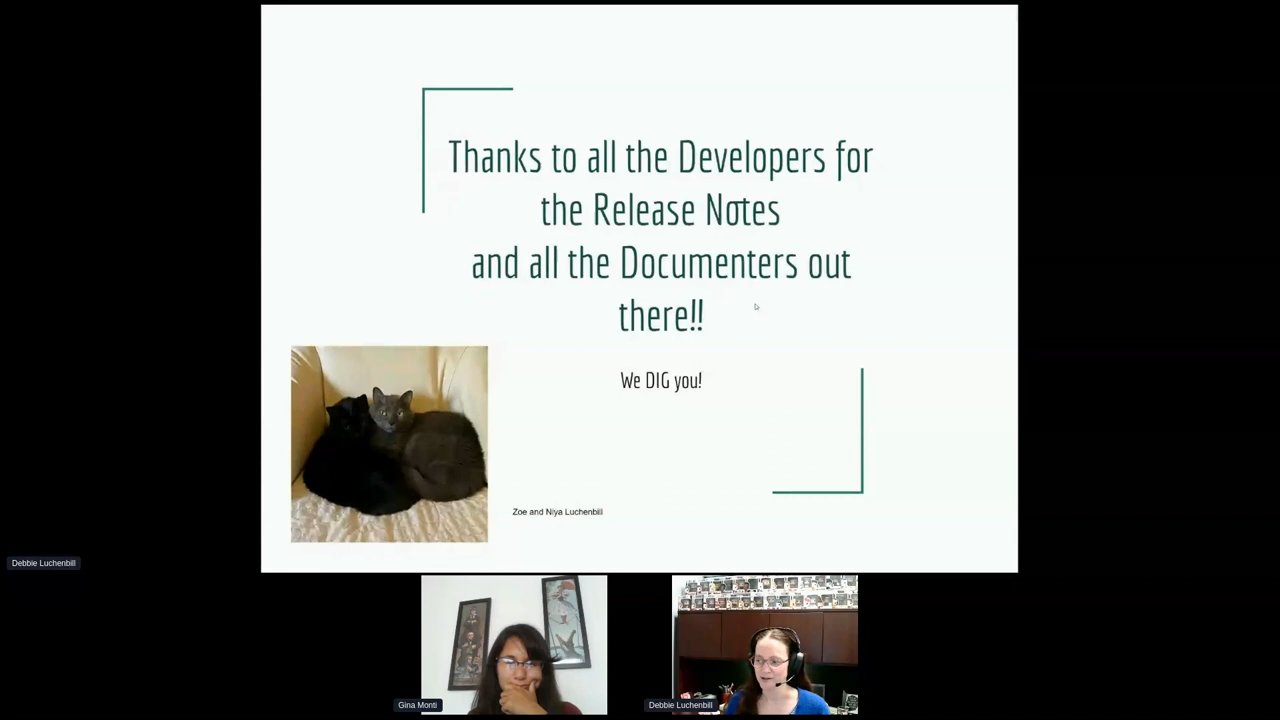 Thanks to all the Developers for
the Release Notes
and all the Documenters out
there!!
We DIG you!
Zoe and Niya Luchenbill
Debbie Luchenbill
Gina Monti
Debbie Luchenbill